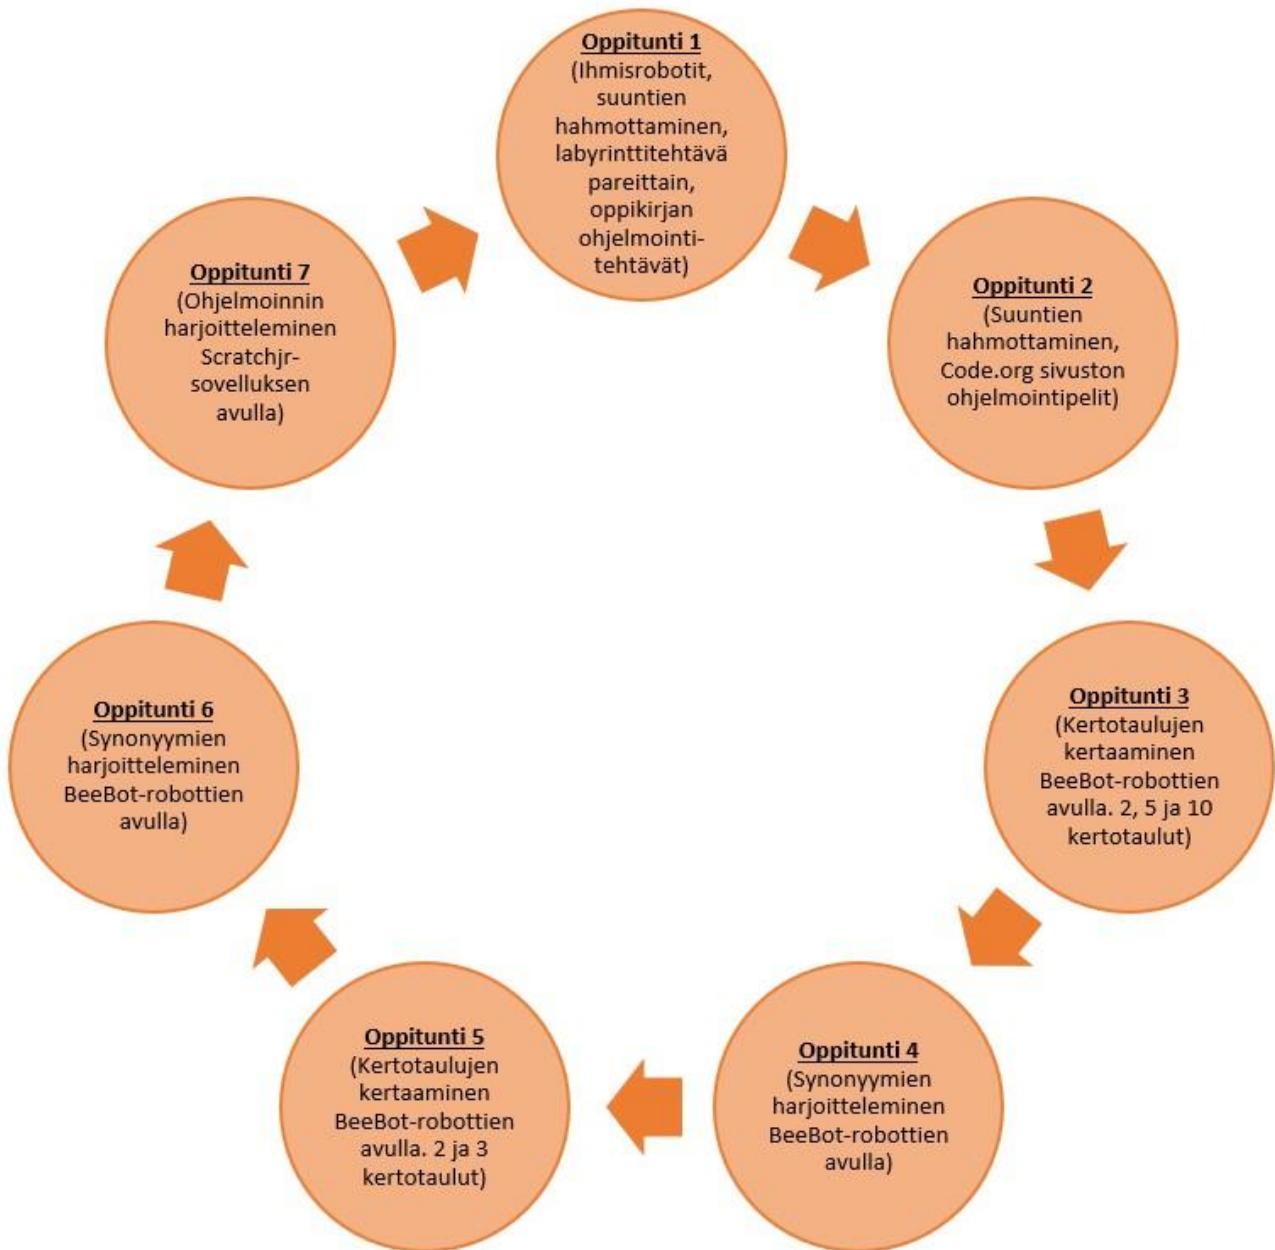 Oppitunti 1
(Ihmisrobotit,
suuntien
hahmottaminen,
labyrinttitehtävä
pareittain,
oppikirjan
ohjelmointi-
tehtävät)
Oppitunti 2
(Suuntien
hahmottaminen,
Code.org sivuston
ohjelmointipelit)
Oppitunti 3
(Kertotaulujen
kertaaminen
BeeBot-robottien
avulla. 2, 5 ja 10
kertotaulut)
Oppitunti 4
(Synonyymien
harjoitteleminen
BeeBot-robottien
avulla)
Oppitunti 5
(Kertotaulujen
kertaaminen
BeeBot-robottien
avulla. 2 ja 3
kertotaulut)
Oppitunti 6
(Synonyymien
harjoitteleminen
BeeBot-robottien
avulla)
Oppitunti 7
(Ohjelmoinnin
harjoitteleminen
Scratchjr-
sovelluksen
avulla)